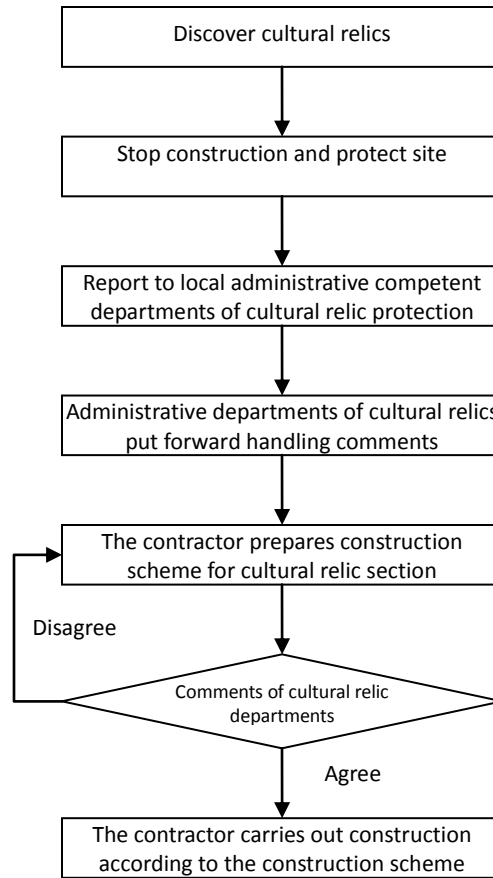 Discover cultural relics
Stop construction and protect site
Report to local administrative competent
departments of cultural relic protection
Administrative departments of cultural relics
put forward handling comments
The contractor prepares construction
scheme for cultural relic section
Disagree
Comments of cultural relic
departments
Agree
The contractor carries out construction
according to the construction scheme